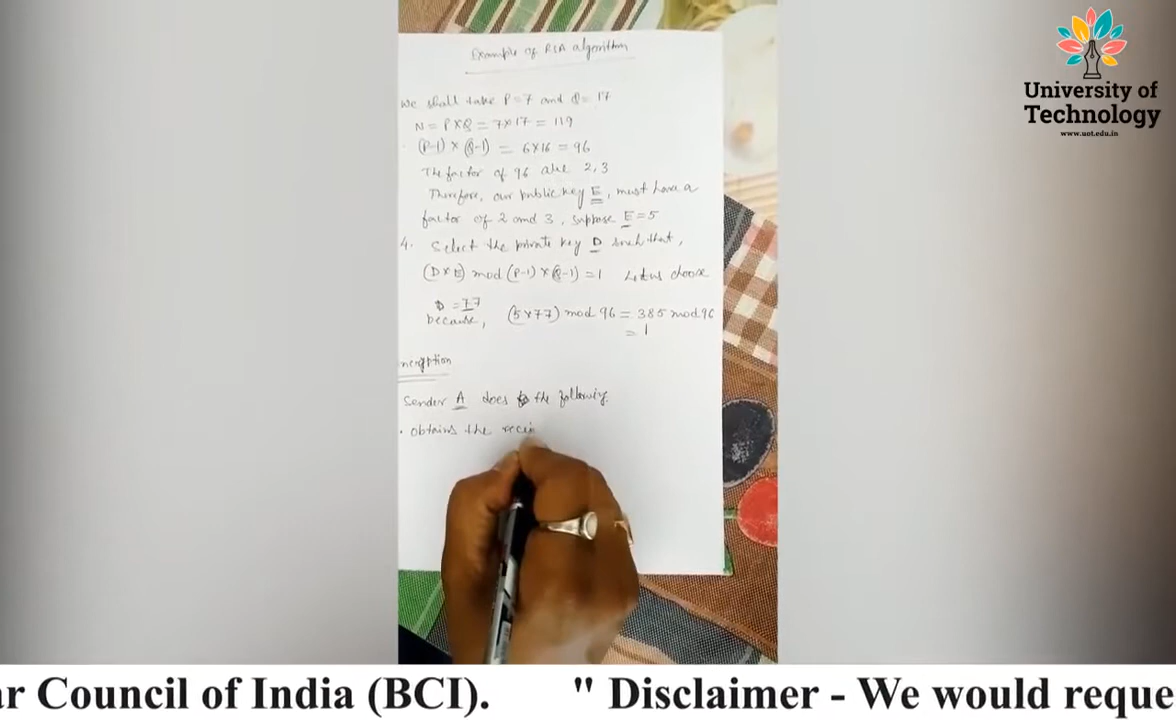 Example of RSA algorithm
We shall take P=7 and Q=17
N = P×Q = 7×17 = 119
(P-1) × (Q-1) = 6×16 = 96
The factor of 96 are 2,3
Therefore, our public key E, must have a
factor of 2 and 3, suppose E=5
4. Select the private key D such that,
(D×E) mod (P-1)×(Q-1) = 1 Let us choose
D = 77
because, (5×77) mod 96 = 385 mod 96
= 1
ncryption
Sender A does the following.
• obtains the recei
University of
Technology
www.uot.edu.in
ar Council of India (BCI). " Disclaimer - We would reque